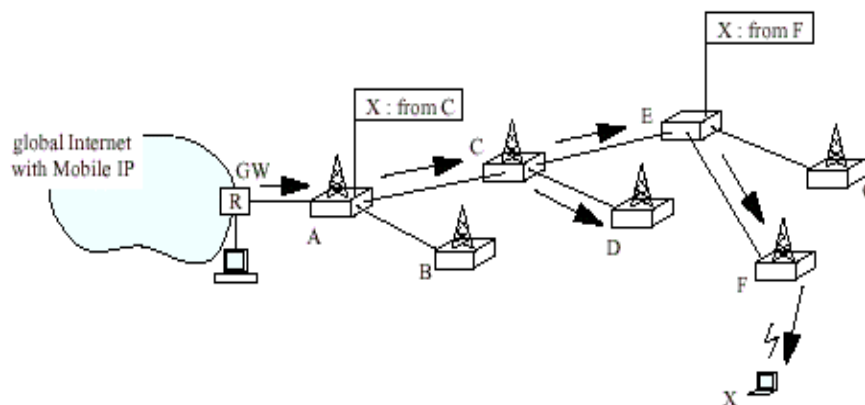 X : from F
X : from C
E
C
global Internet
with Mobile IP
GW
R
A
D
B
F
X